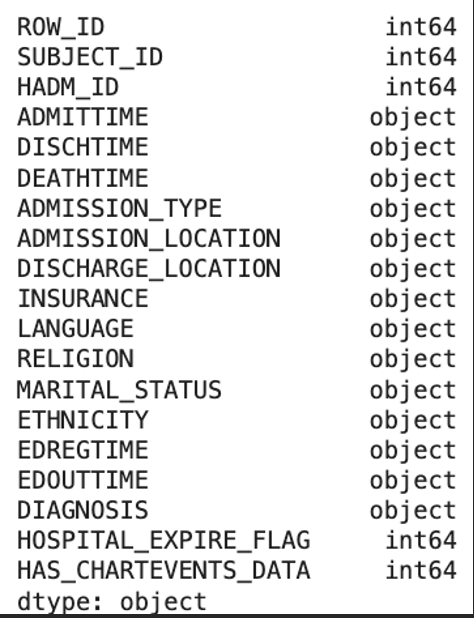 ROW_ID int64
SUBJECT_ID int64
HADM_ID int64
ADMITTIME object
DISCHTIME object
DEATHTIME object
ADMISSION_TYPE object
ADMISSION_LOCATION object
DISCHARGE_LOCATION object
INSURANCE object
LANGUAGE object
RELIGION object
MARITAL_STATUS object
ETHNICITY object
EDREGTIME object
EDOUTTIME object
DIAGNOSIS object
HOSPITAL_EXPIRE_FLAG int64
HAS_CHARTEVENTS_DATA int64
dtype: object